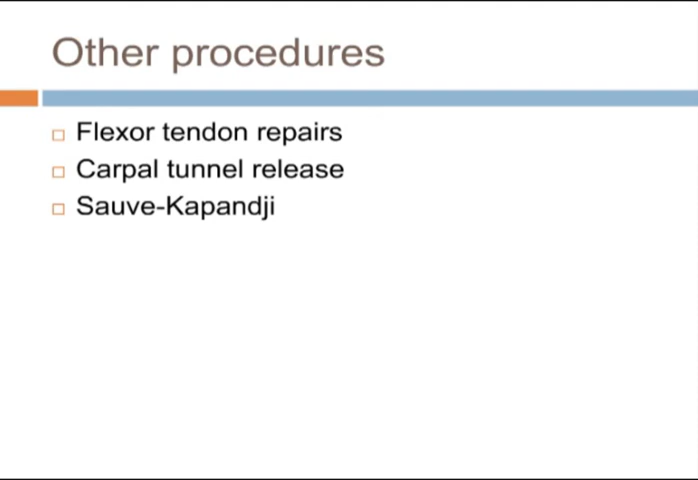 Other procedures
Flexor tendon repairs
Carpal tunnel release
Sauve-Kapandji